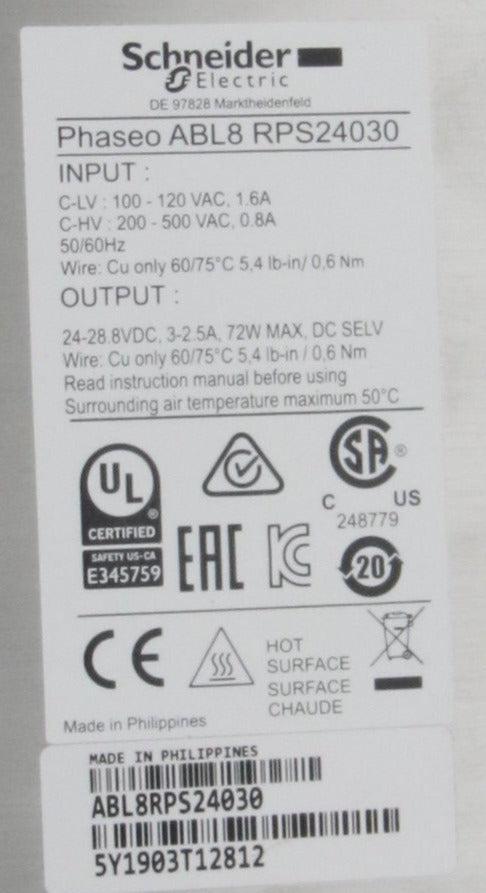 Schneider
Electric
DE 97828 Marktheidenfeld
Phaseo ABL8 RPS24030
INPUT :
C-LV : 100 - 120 VAC, 1.6A
C-HV : 200 - 500 VAC, 0.8A
50/60Hz
Wire: Cu only 60/75°C 5,4 lb-in/ 0,6 Nm
OUTPUT :
24-28.8VDC, 3-2.5A, 72W MAX, DC SELV
Wire: Cu only 60/75°C 5,4 lb-in / 0,6 Nm
Read instruction manual before using
Surrounding air temperature maximum 50°C
UL
®
CERTIFIED
SAFETY US-CA
E345759
SA ®
C US
248779
EAC
KC
20
CE
HOT
SURFACE
SURFACE
CHAUDE
Made in Philippines
MADE IN PHILIPPINES
ABL8RPS24030
5Y1903T12812